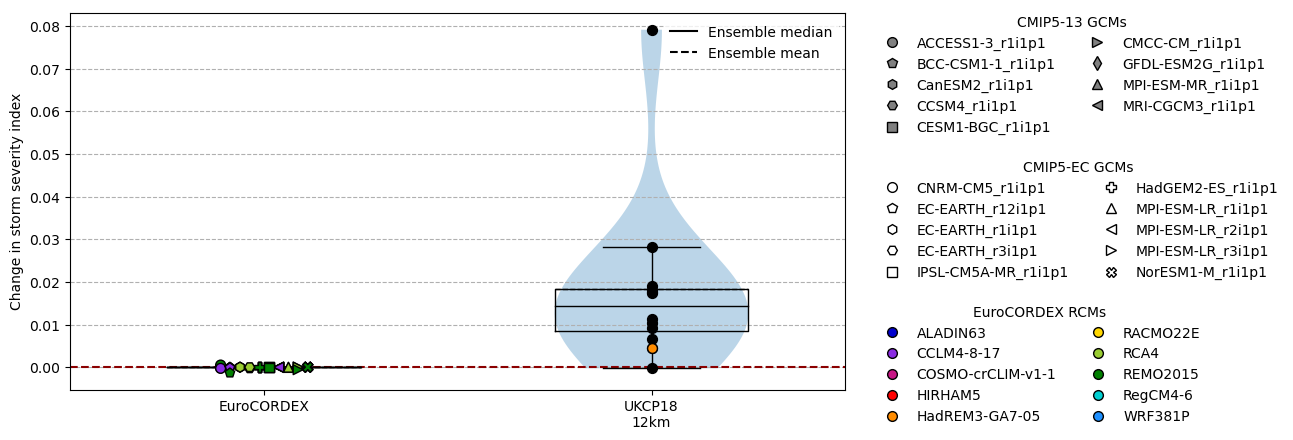 Change in storm severity index
0.08
0.07
0.06
0.05
0.04
0.03
0.02
0.01
0.00
EuroCORDEX
UKCP18
12km
Ensemble median
Ensemble mean
CMIP5-13 GCMs
ACCESS1-3_r1i1p1
BCC-CSM1-1_r1i1p1
CanESM2_r1i1p1
CCSM4_r1i1p1
CESM1-BGC_r1i1p1
CMCC-CM_r1i1p1
GFDL-ESM2G_r1i1p1
MPI-ESM-MR_r1i1p1
MRI-CGCM3_r1i1p1
CMIP5-EC GCMs
CNRM-CM5_r1i1p1
EC-EARTH_r12i1p1
EC-EARTH_r1i1p1
EC-EARTH_r3i1p1
IPSL-CM5A-MR_r1i1p1
HadGEM2-ES_r1i1p1
MPI-ESM-LR_r1i1p1
MPI-ESM-LR_r2i1p1
MPI-ESM-LR_r3i1p1
NorESM1-M_r1i1p1
EuroCORDEX RCMs
ALADIN63
CCLM4-8-17
COSMO-crCLIM-v1-1
HIRHAM5
HadREM3-GA7-05
RACMO22E
RCA4
REMO2015
RegCM4-6
WRF381P